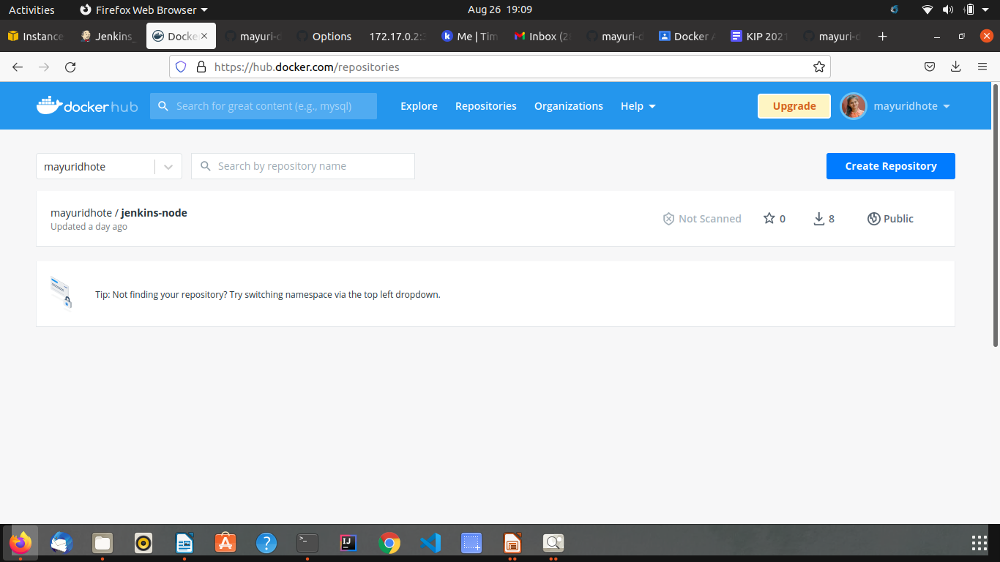 Activities Firefox Web Browser Aug 26 19:09
Instance Jenkins_ Docke mayuri-d Options 172.17.0.2:3 Me | Tim Inbox (2 mayuri-d Docker A KIP 2021 mayuri-d
https://hub.docker.com/repositories
docker hub Search for great content (e.g., mysql) Explore Repositories Organizations Help Upgrade mayuridhote
mayuridhote Search by repository name Create Repository
mayuridhote / jenkins-node Not Scanned 0 8 Public
Updated a day ago
Tip: Not finding your repository? Try switching namespace via the top left dropdown.